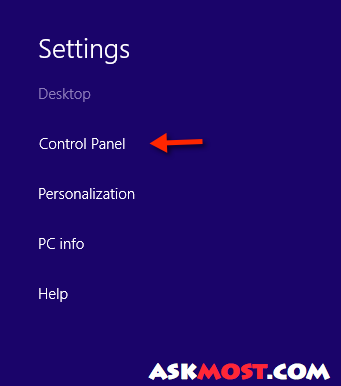 Settings
Desktop
Control Panel
Personalization
PC info
Help
ASKMOST.COM